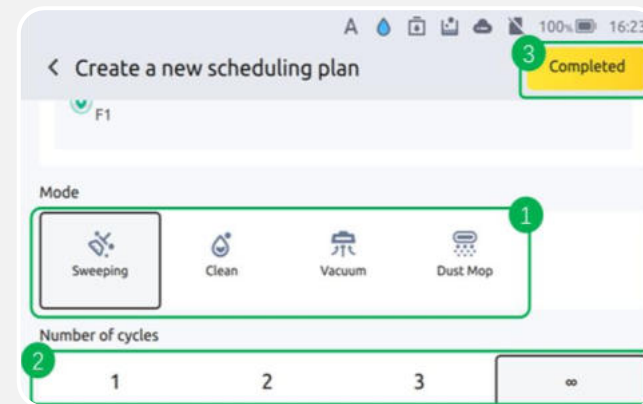 A 100% 16:23
3
Create a new scheduling plan Completed
F1
Mode
1
Sweeping Clean Vacuum Dust Mop
Number of cycles
2
1 2 3 ∞